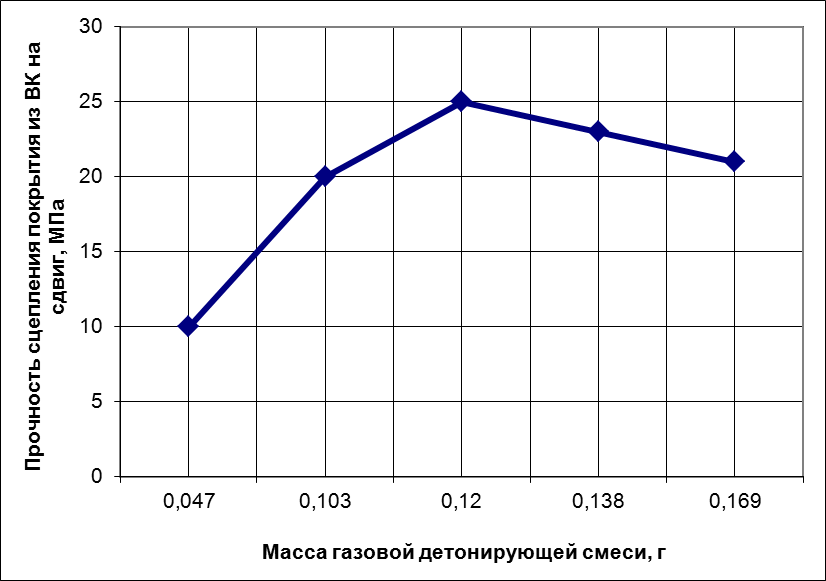 Прочность сцепления покрытия из ВК на
сдвиг, МПа
30
25
20
15
10
5
0
0,047 0,103 0,12 0,138 0,169
Масса газовой детонирующей смеси, г